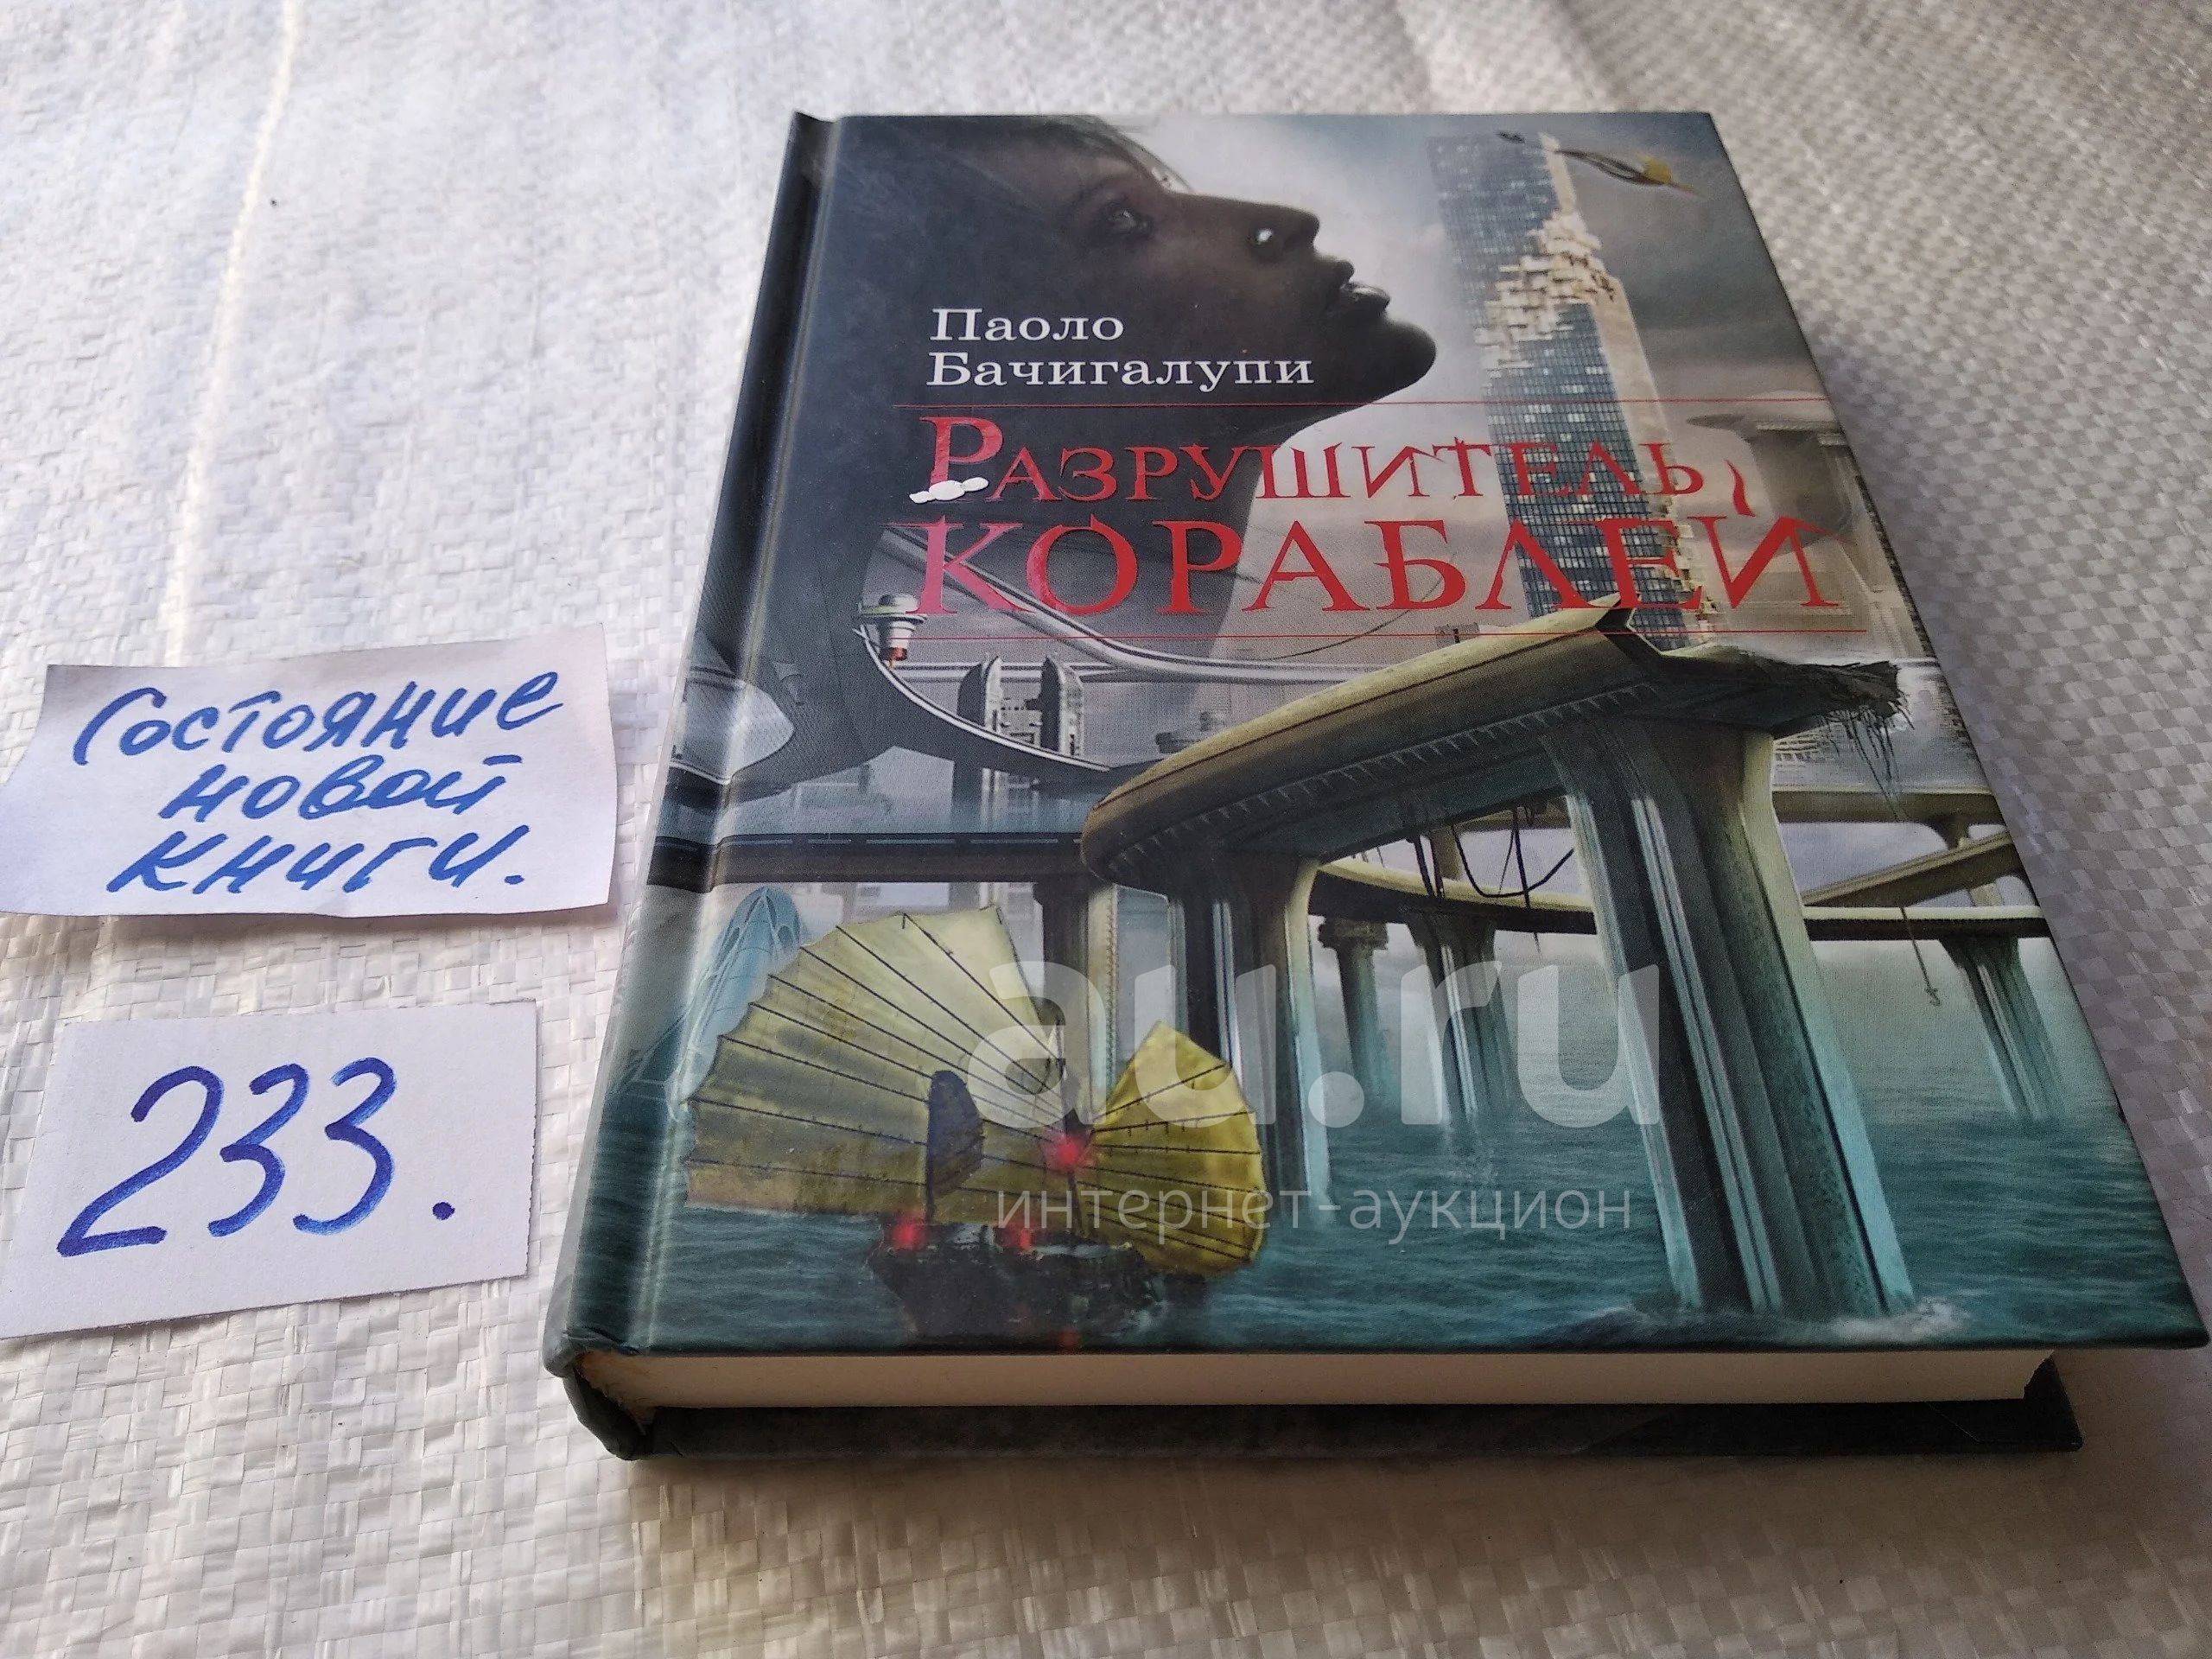 Паоло
Бачигалупи
Разрушитель
кораблей
Состояние
новой
книги.
233.
au.ru
интернет-аукцион